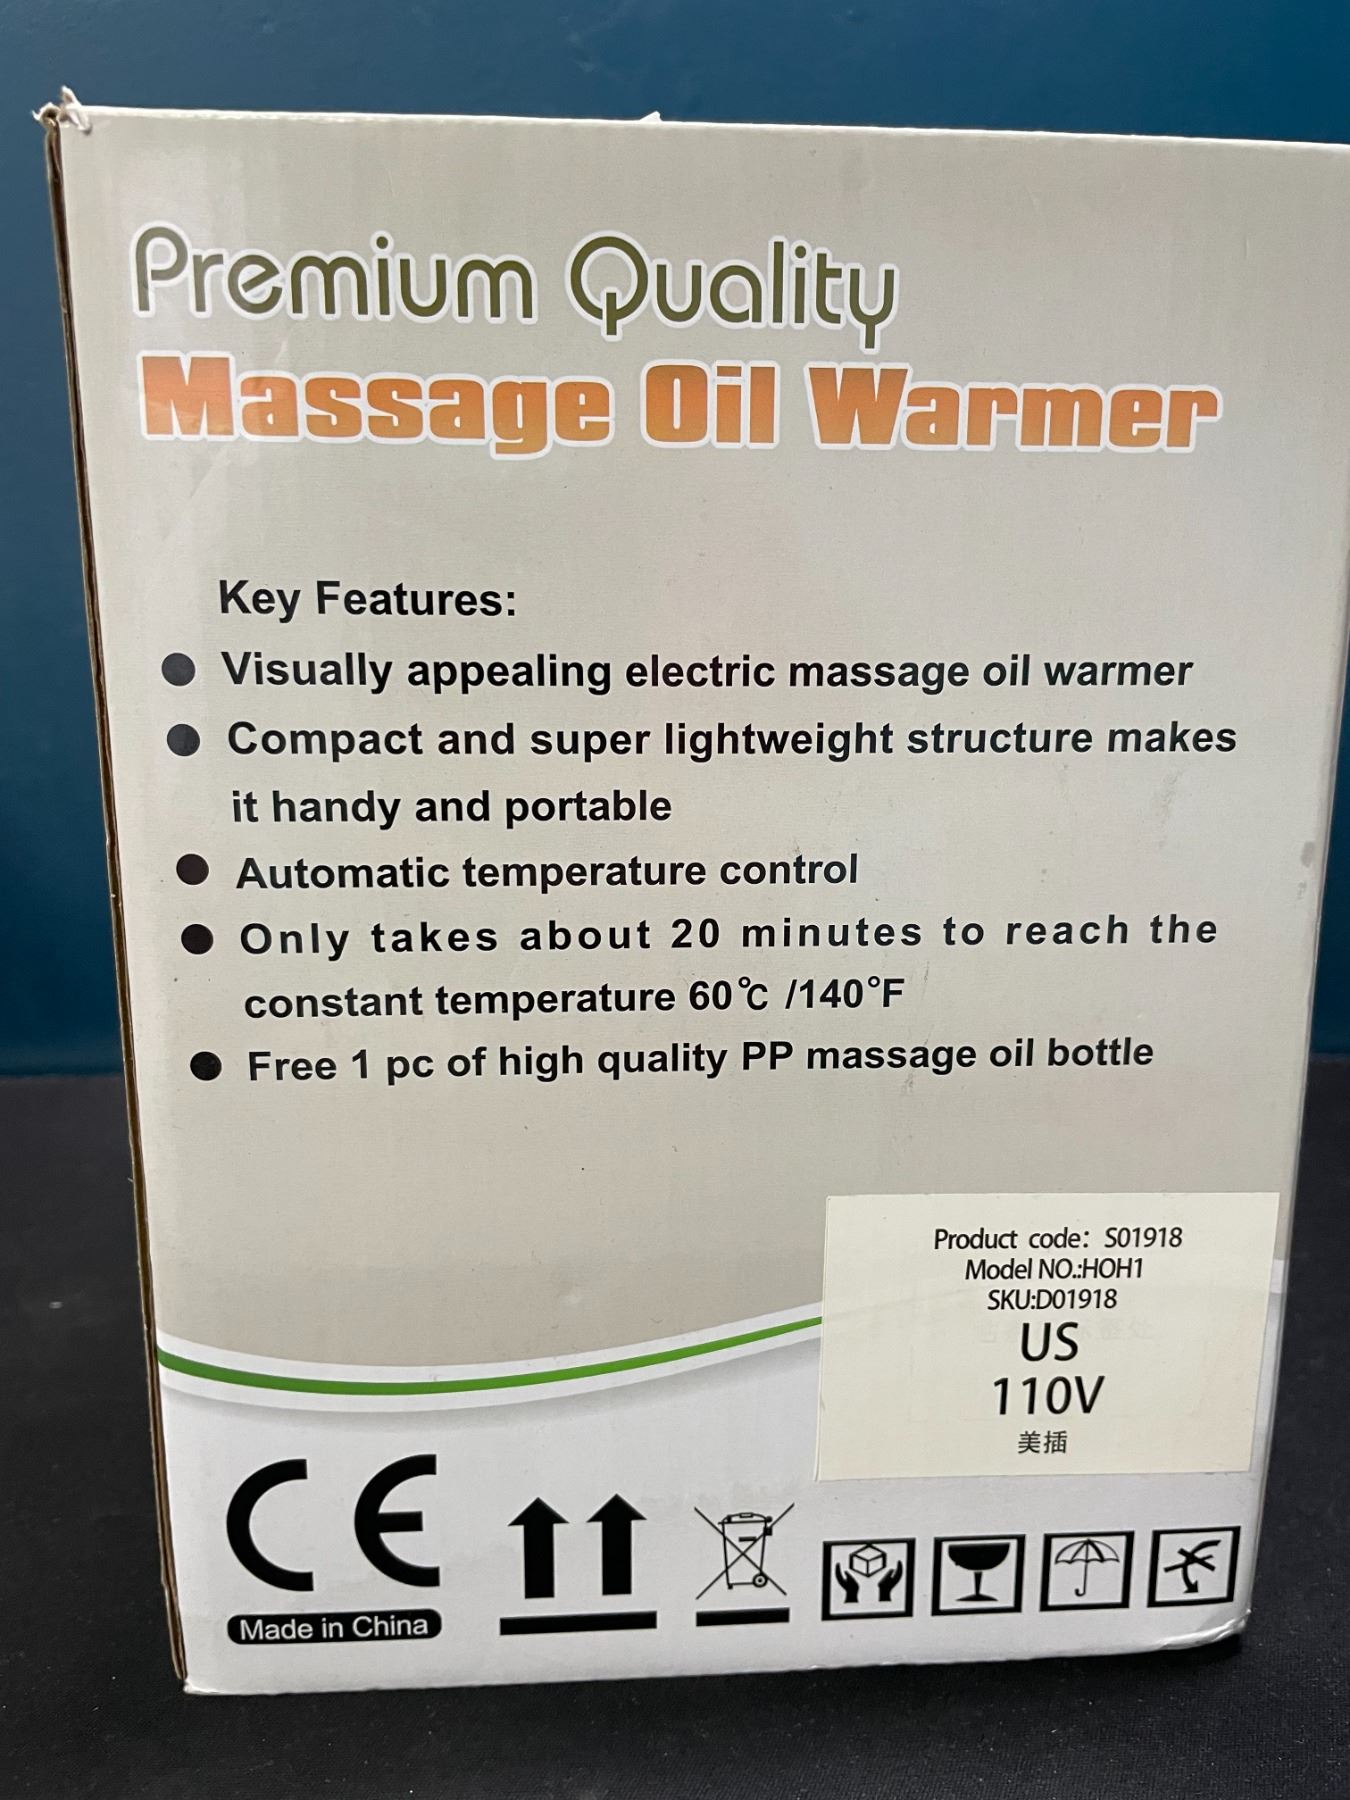 Premium Quality
Massage Oil Warmer
Key Features:
● Visually appealing electric massage oil warmer
● Compact and super lightweight structure makes
it handy and portable
● Automatic temperature control
● Only takes about 20 minutes to reach the
constant temperature 60℃ /140°F
● Free 1 pc of high quality PP massage oil bottle
Product code: S01918
Model NO.:HOH1
SKU:D01918
US
110V
美插
CE
Made in China